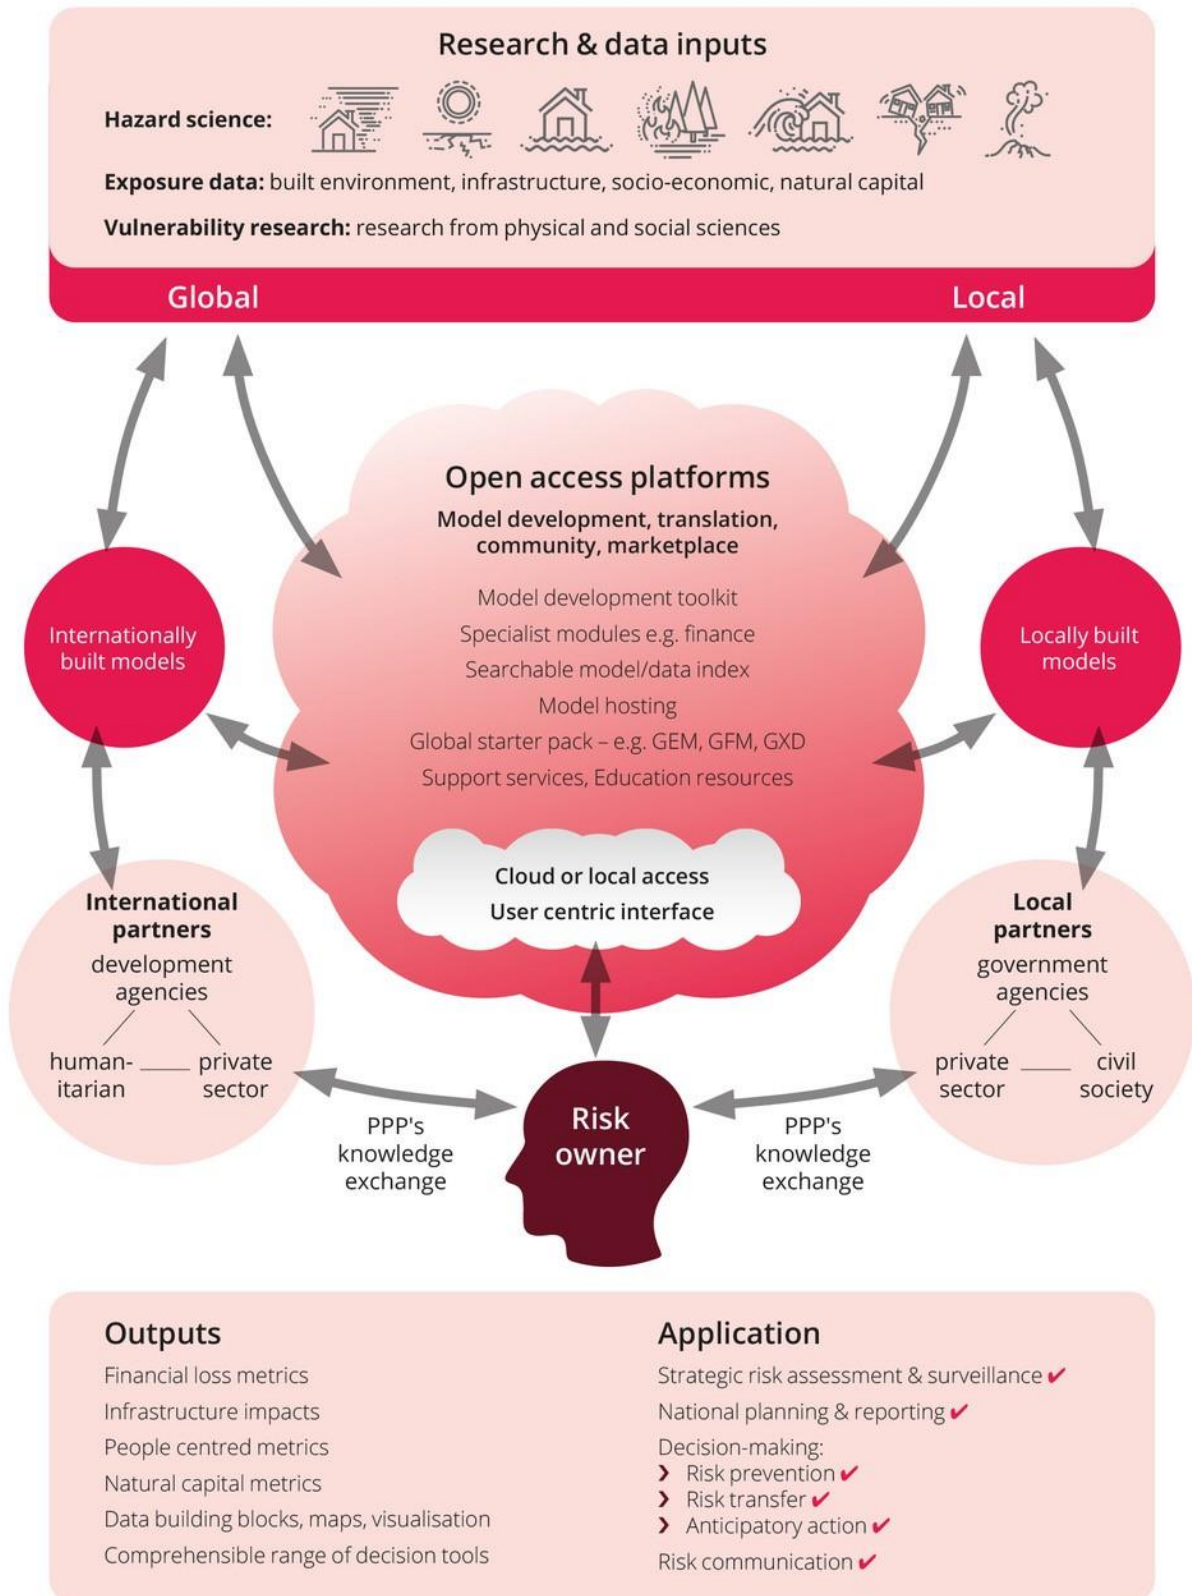 Research & data inputs
Hazard science:
Exposure data: built environment, infrastructure, socio-economic, natural capital
Vulnerability research: research from physical and social sciences
Global
Local
Open access platforms
Model development, translation,
community, marketplace
Model development toolkit
Specialist modules e.g. finance
Searchable model/data index
Model hosting
Global starter pack – e.g. GEM, GFM, GXD
Support services, Education resources
Cloud or local access
User centric interface
Internationally
built models
Locally built
models
International
partners
development
agencies
human-
itarian
private
sector
Local
partners
government
agencies
private
sector
civil
society
PPP's
knowledge
exchange
Risk
owner
PPP's
knowledge
exchange
Outputs
Financial loss metrics
Infrastructure impacts
People centred metrics
Natural capital metrics
Data building blocks, maps, visualisation
Comprehensible range of decision tools
Application
Strategic risk assessment & surveillance ✔
National planning & reporting ✔
Decision-making:
› Risk prevention ✔
› Risk transfer ✔
› Anticipatory action ✔
Risk communication ✔